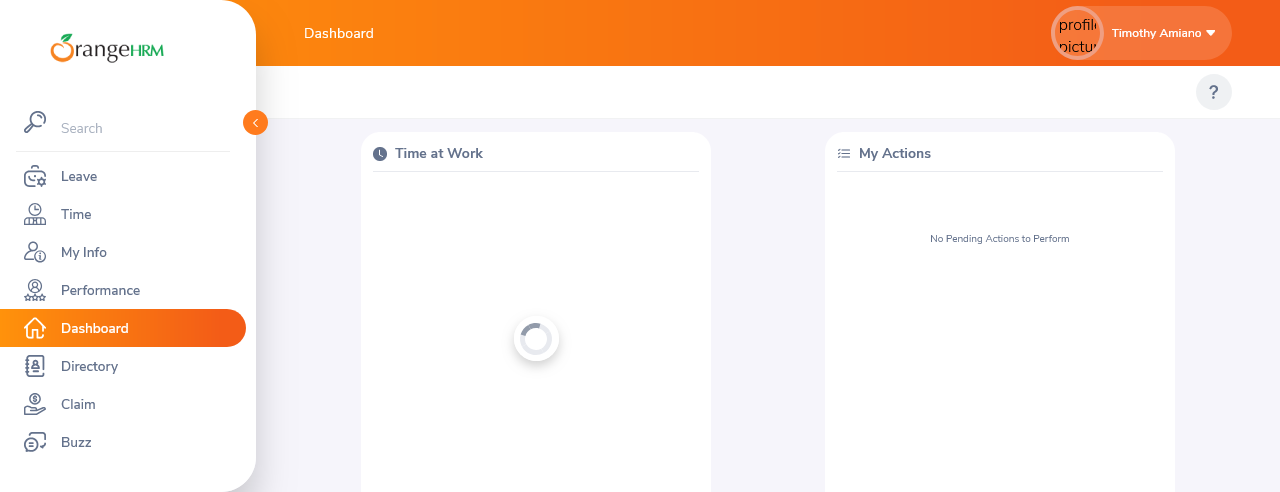 OrangeHRM
Dashboard
profile
pictu
Timothy Amiano
?
Search
Leave
Time
My Info
Performance
Dashboard
Directory
Claim
Buzz
Time at Work
My Actions
No Pending Actions to Perform